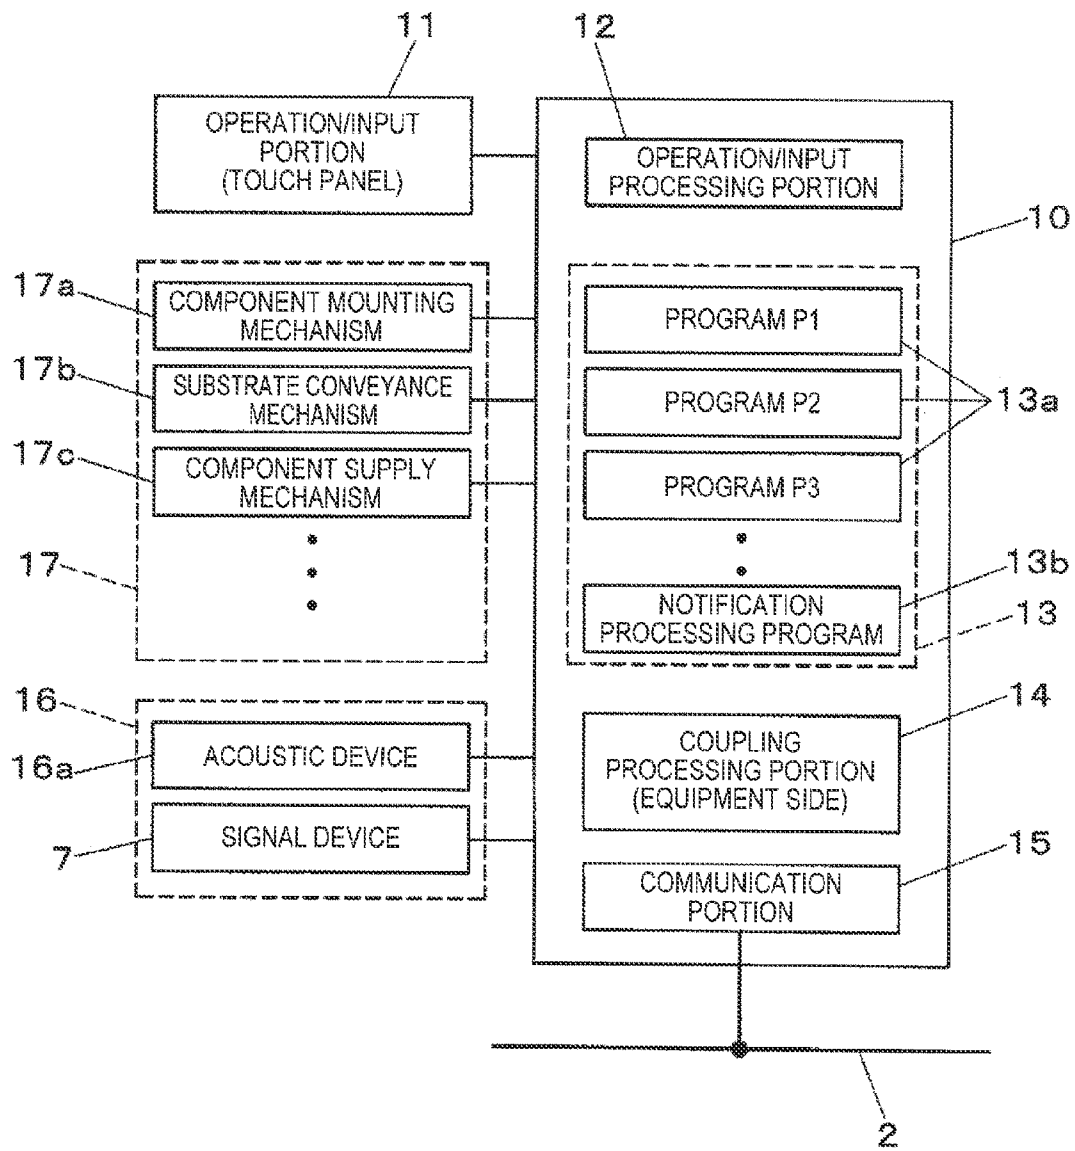 11
12
OPERATION/INPUT
PORTION
(TOUCH PANEL)
OPERATION/INPUT
PROCESSING PORTION
10
17a
COMPONENT MOUNTING
MECHANISM
17b
SUBSTRATE CONVEYANCE
MECHANISM
17c
COMPONENT SUPPLY
MECHANISM
17
PROGRAM P1
PROGRAM P2
PROGRAM P3
13a
13b
NOTIFICATION
PROCESSING PROGRAM
13
16
16a
ACOUSTIC DEVICE
7
SIGNAL DEVICE
14
COUPLING
PROCESSING PORTION
(EQUIPMENT SIDE)
15
COMMUNICATION
PORTION
2